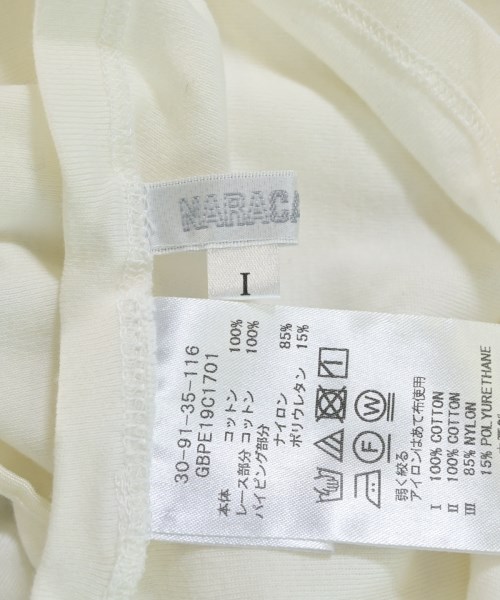 MARACA
I
30-91-35-116
GBPE19C1701
本体 コットン 100%
レース部分 コットン 100%
パイピング部分
ナイロン 85%
ポリウレタン 15%
弱く絞る
アイロンはあて布使用
I 100% COTTON
II 100% COTTON
III 85% NYLON
15% POLYURETHANE